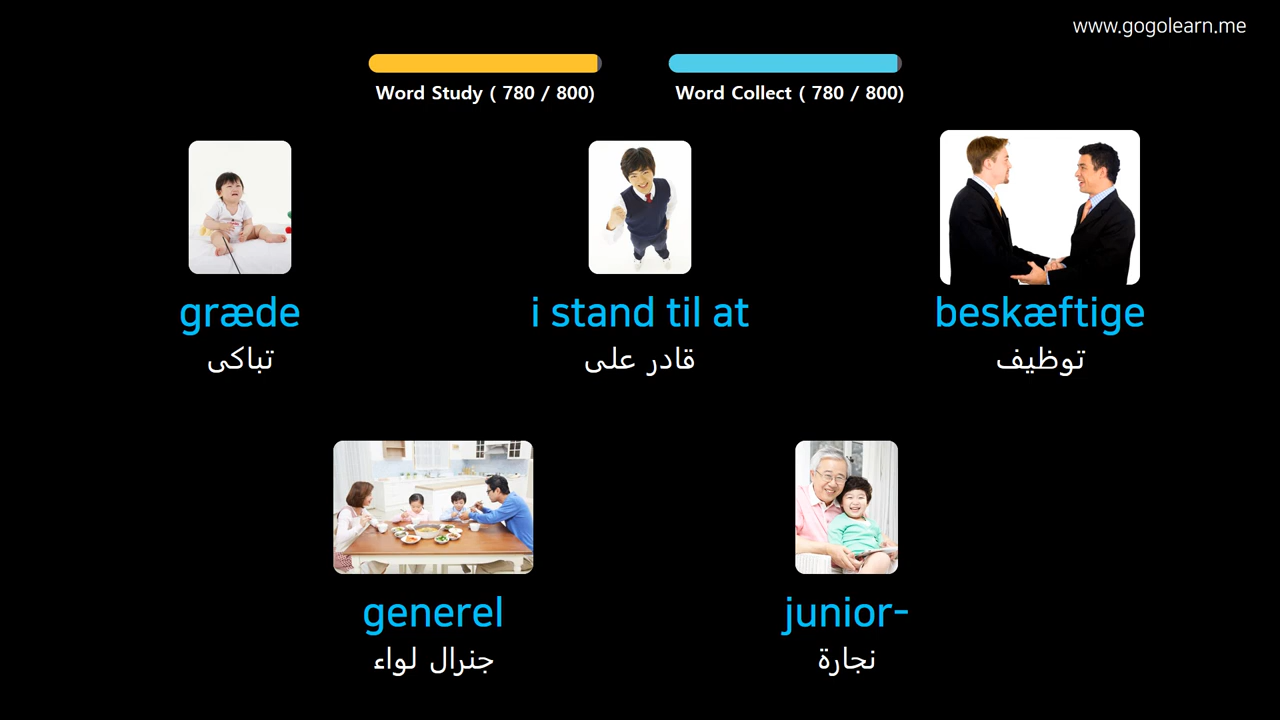 www.gogolearn.me
Word Study ( 780 / 800)
Word Collect ( 780 / 800)
græde
i stand til at
beskæftige
تباكى
قادر على
توظيف
generel
junior-
جنرال لواء
نجارة